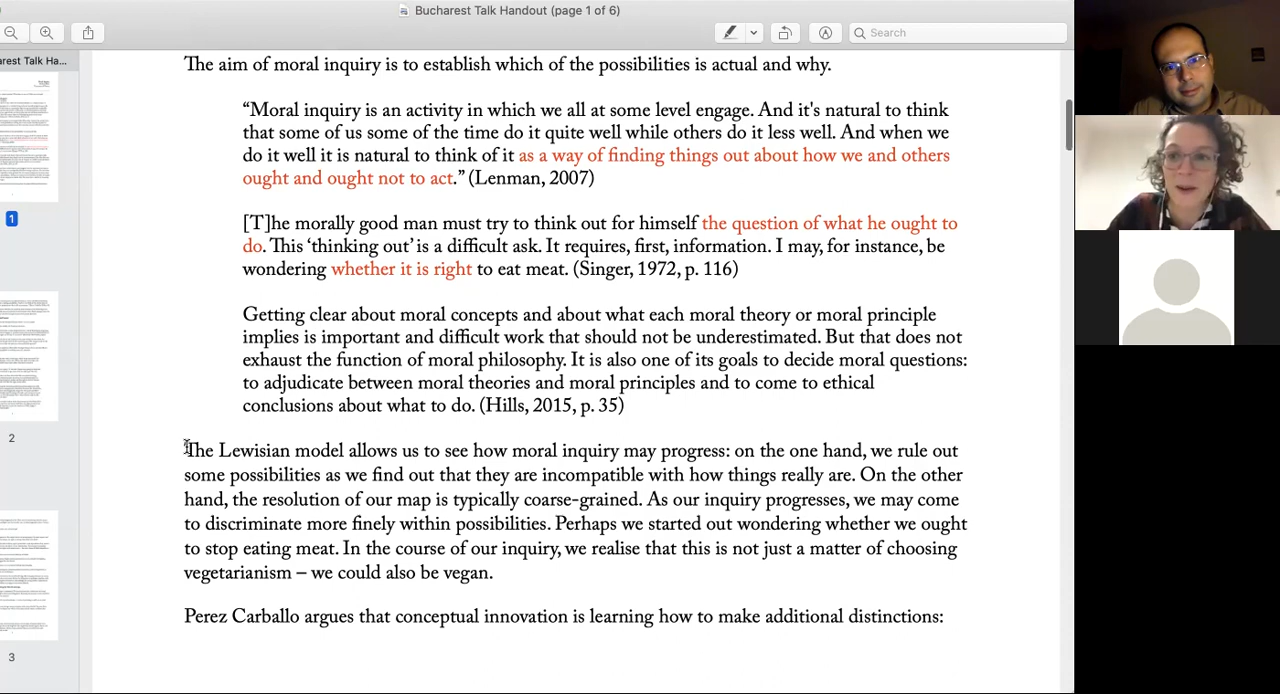 Bucharest Talk Handout (page 1 of 6)
Search
arest Talk Ha...
The aim of moral inquiry is to establish which of the possibilities is actual and why.
“Moral inquiry is an activity in which we all at some level engage. And it’s natural to think
that some of us some of the time do it quite well while others do it less well. And when we
do it well it is natural to think of it as a way of finding things out about how we and others
ought and ought not to act.” (Lenman, 2007)
[T]he morally good man must try to think out for himself the question of what he ought to
do. This ‘thinking out’ is a difficult ask. It requires, first, information. I may, for instance, be
wondering whether it is right to eat meat. (Singer, 1972, p. 116)
Getting clear about moral concepts and about what each moral theory or moral principle
implies is important and difficult work that should not be underestimated. But that does not
exhaust the function of moral philosophy. It is also one of its goals to decide moral questions:
to adjudicate between moral theories and moral principles and to come to ethical
conclusions about what to do. (Hills, 2015, p. 35)
The Lewisian model allows us to see how moral inquiry may progress: on the one hand, we rule out
some possibilities as we find out that they are incompatible with how things really are. On the other
hand, the resolution of our map is typically coarse-grained. As our inquiry progresses, we may come
to discriminate more finely within possibilities. Perhaps we started out wondering whether we ought
to stop eating meat. In the course of our inquiry, we realise that this is not just a matter of choosing
vegetarianism – we could also be vegan.
Perez Carballo argues that conceptual innovation is learning how to make additional distinctions:
1
2
3